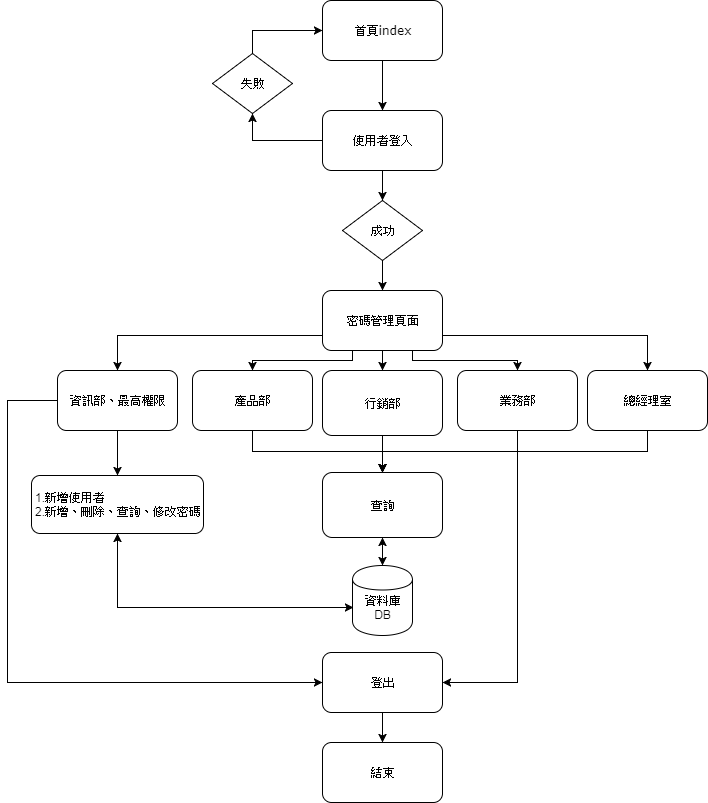 首頁index
失敗
使用者登入
成功
密碼管理頁面
資訊部、最高權限
產品部
行銷部
業務部
總經理室
1.新增使用者
2.新增、刪除、查詢、修改密碼
查詢
資料庫
DB
登出
結束